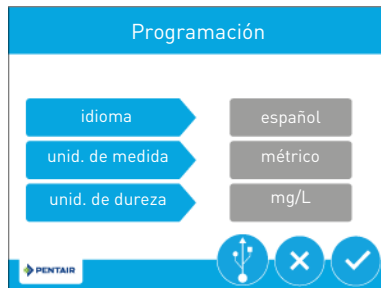 Programación
idioma español
unid. de medida métrico
unid. de dureza mg/L
PENTAIR